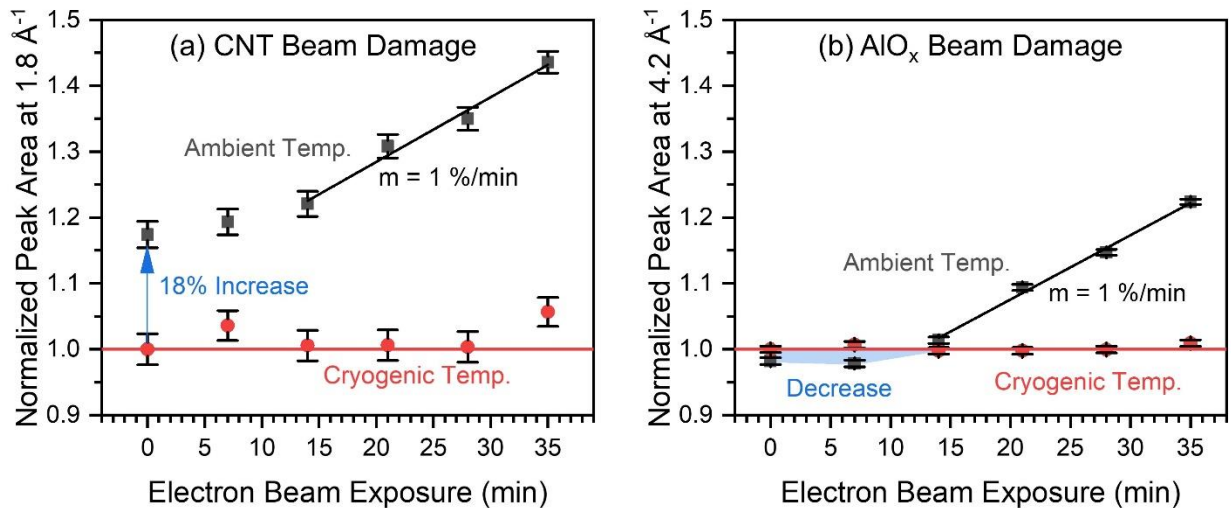 (a) CNT Beam Damage
Normalized Peak Area at 1.8 Å⁻¹
1.5
1.4
1.3
1.2
1.1
1.0
0.9
Ambient Temp.
m = 1 %/min
18% Increase
Cryogenic Temp.
0 5 10 15 20 25 30 35
Electron Beam Exposure (min)
(b) AlOₓ Beam Damage
Normalized Peak Area at 4.2 Å⁻¹
1.5
1.4
1.3
1.2
1.1
1.0
0.9
Ambient Temp.
m = 1 %/min
Decrease
Cryogenic Temp.
0 5 10 15 20 25 30 35
Electron Beam Exposure (min)